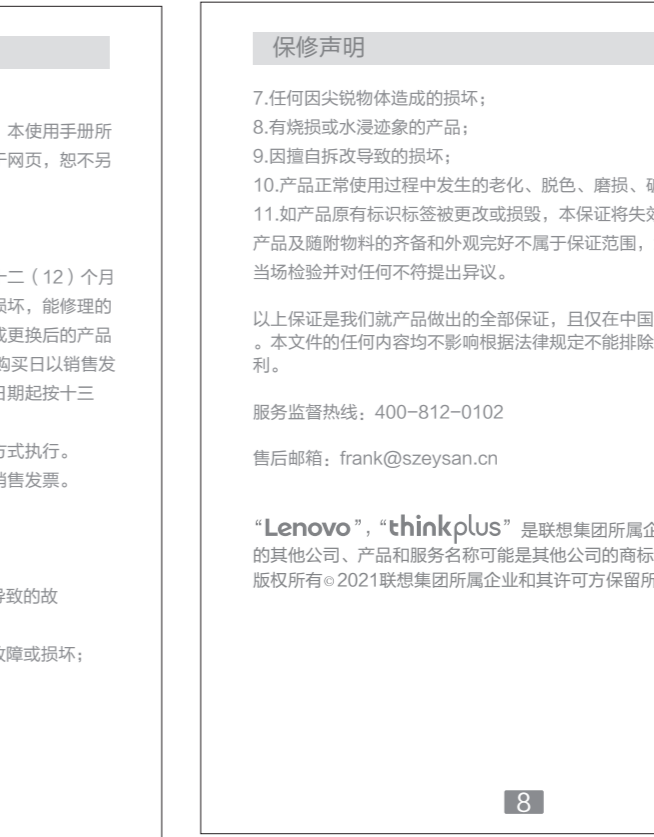 本使用手册所
网页，恕不另
十二（12）个月
损坏，能修理的
或更换后的产品
购买日以销售发
日期起按十三
方式执行。
销售发票。
导致的故
故障或损坏；
保修声明
7.任何因尖锐物体造成的损坏；
8.有烧损或水浸迹象的产品；
9.因擅自拆改导致的损坏；
10.产品正常使用过程中发生的老化、脱色、磨损、
11.如产品原有标识标签被更改或损毁，本保证将失效
产品及随附物料的齐备和外观完好不属于保证范围，
当场检验并对任何不符提出异议。
以上保证是我们就产品做出的全部保证，且仅在中国
。本文件的任何内容均不影响根据法律规定不能排除
利。
服务监督热线：400-812-0102
售后邮箱：frank@szeysan.cn
“Lenovo”，“thinkplus” 是联想集团所属企
的其他公司、产品和服务名称可能是其他公司的商标
版权所有©2021联想集团所属企业和其许可方保留所
8